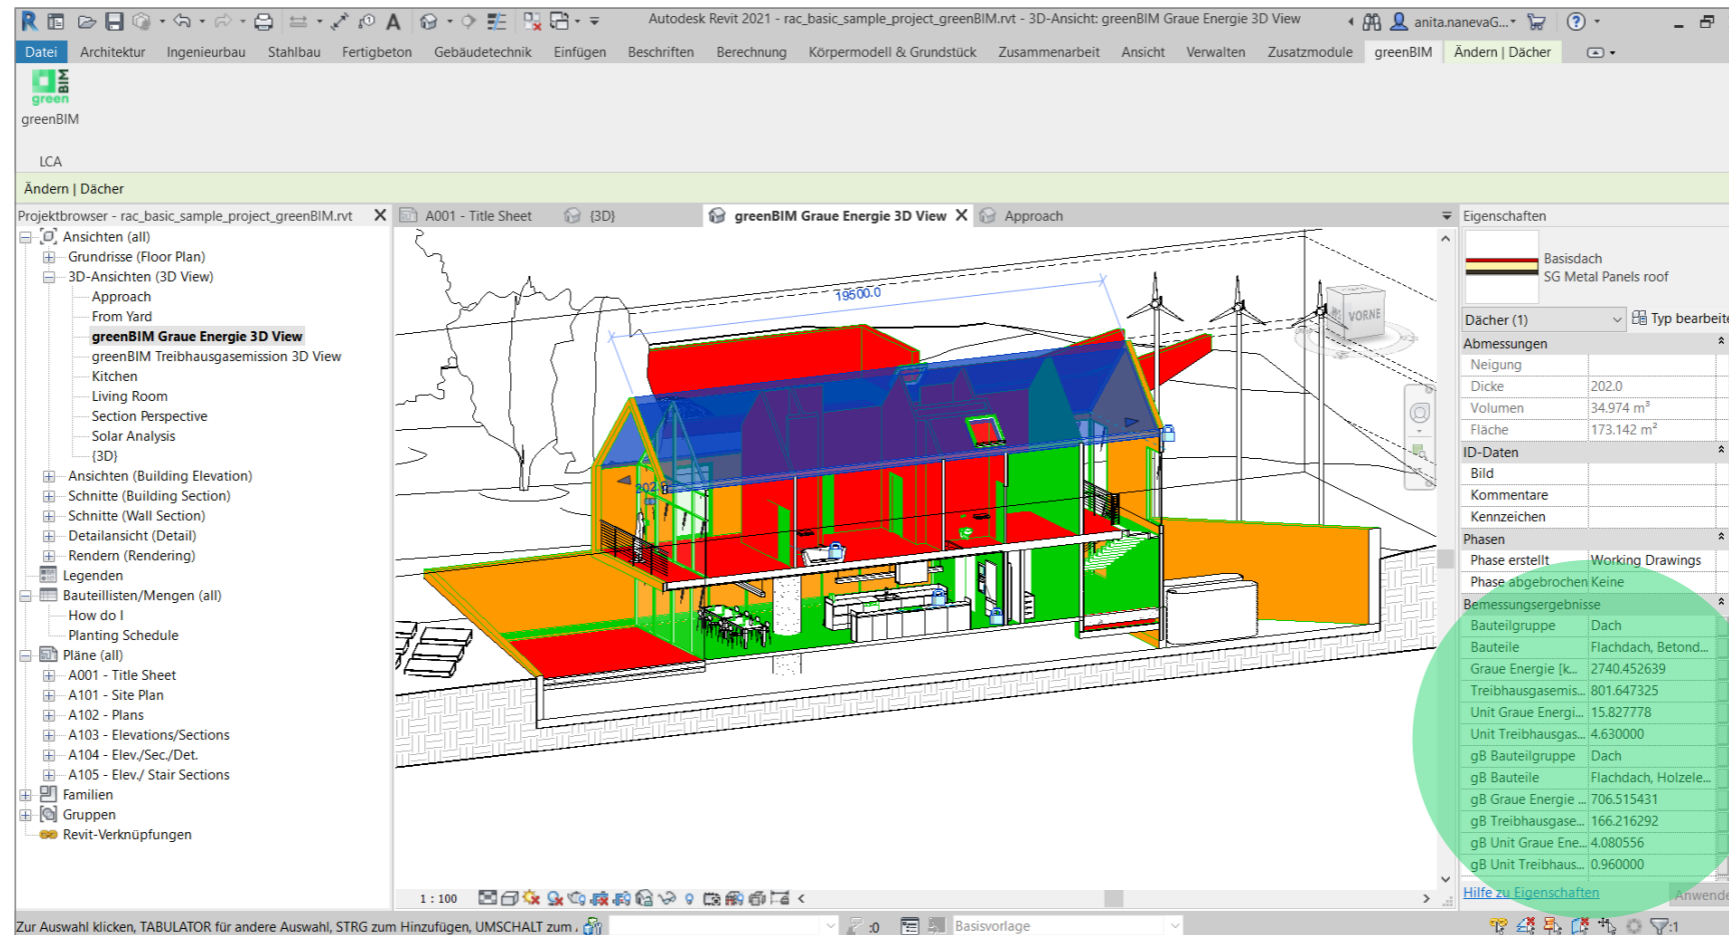 Autodesk Revit 2021 - rac_basic_sample_project_greenBIM.rvt - 3D-Ansicht: greenBIM Graue Energie 3D View
anita.nanevaG...
Datei Architektur Ingenieurbau Stahlbau Fertigbeton Gebäudetechnik Einfügen Beschriften Berechnung Körpermodell & Grundstück Zusammenarbeit Ansicht Verwalten Zusatzmodule greenBIM Ändern | Dächer
green BIM
greenBIM
LCA
Ändern | Dächer
Projektbrowser - rac_basic_sample_project_greenBIM.rvt
Ansichten (all)
Grundrisse (Floor Plan)
3D-Ansichten (3D View)
Approach
From Yard
greenBIM Graue Energie 3D View
greenBIM Treibhausgasemission 3D View
Kitchen
Living Room
Section Perspective
Solar Analysis
{3D}
Ansichten (Building Elevation)
Schnitte (Building Section)
Schnitte (Wall Section)
Detailansicht (Detail)
Rendern (Rendering)
Legenden
Bauteillisten/Mengen (all)
How do I
Planting Schedule
Pläne (all)
A001 - Title Sheet
A101 - Site Plan
A102 - Plans
A103 - Elevations/Sections
A104 - Elev./Sec./Det.
A105 - Elev./ Stair Sections
Familien
Gruppen
Revit-Verknüpfungen
A001 - Title Sheet {3D} greenBIM Graue Energie 3D View Approach
19500.0
VORNE
1 : 100
Eigenschaften
Basisdach
SG Metal Panels roof
Dächer (1) Typ bearbeite
Abmessungen
Neigung
Dicke 202.0
Volumen 34.974 m³
Fläche 173.142 m²
ID-Daten
Bild
Kommentare
Kennzeichen
Phasen
Phase erstellt Working Drawings
Phase abgebrochen Keine
Bemessungsergebnisse
Bauteilgruppe Dach
Bauteile Flachdach, Betond...
Graue Energie [k... 2740.452639
Treibhausgasemis... 801.647325
Unit Graue Energi... 15.827778
Unit Treibhausgas... 4.630000
gB Bauteilgruppe Dach
gB Bauteile Flachdach, Holzele...
gB Graue Energie ... 706.515431
gB Treibhausgase... 166.216292
gB Unit Graue Ene... 4.080556
gB Unit Treibhaus... 0.960000
Hilfe zu Eigenschaften Anwende
Zur Auswahl klicken, TABULATOR für andere Auswahl, STRG zum Hinzufügen, UMSCHALT zum
:0
Basisvorlage
:1